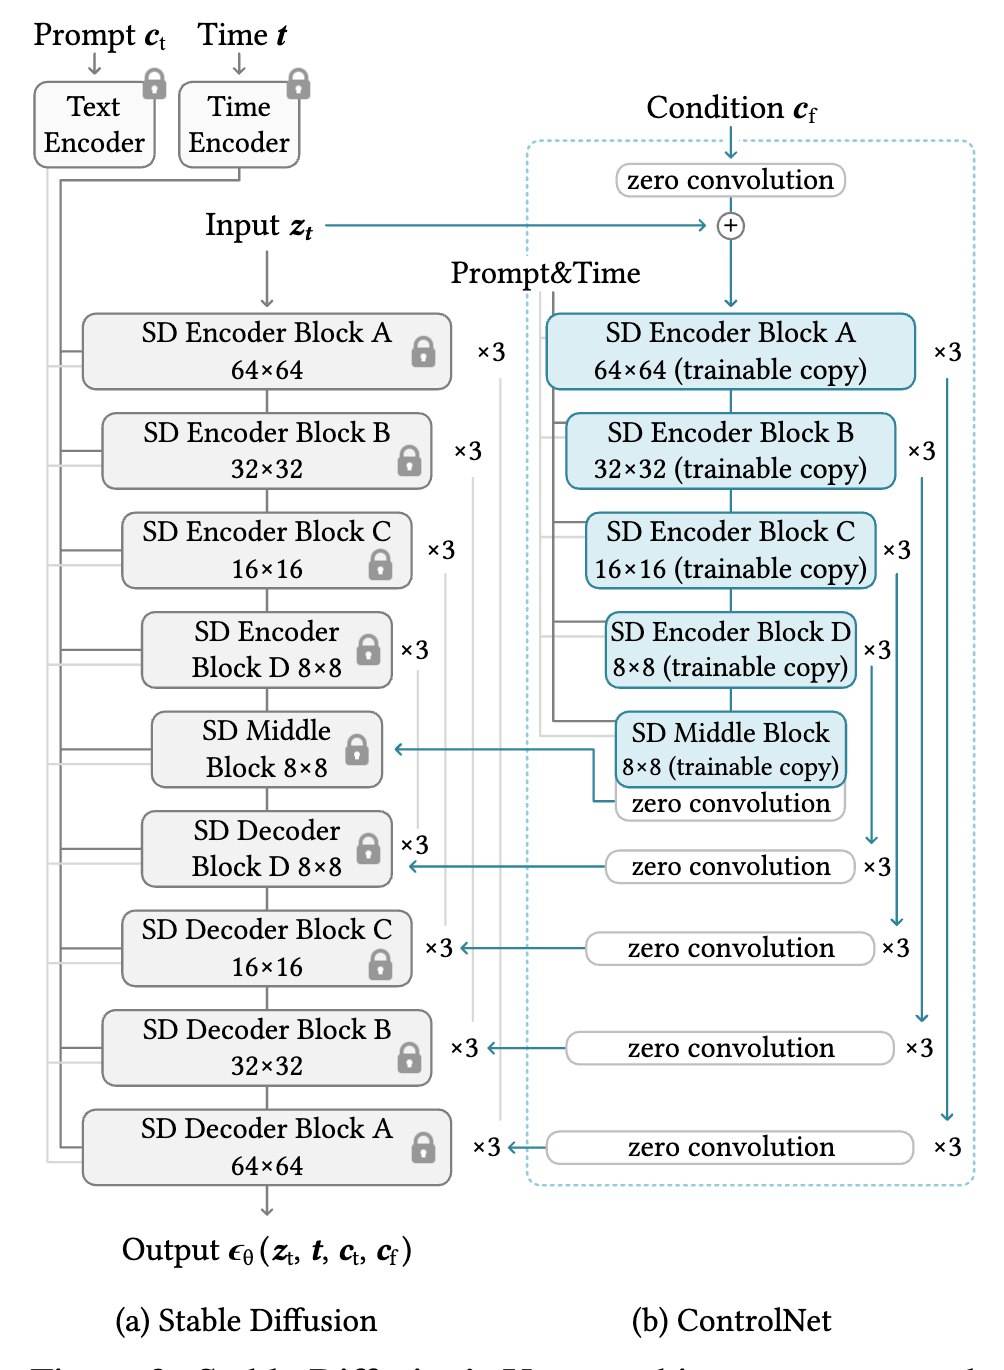 Prompt cₜ
Time t
Text
Encoder
Time
Encoder
Condition c_f
zero convolution
Input zₜ
+
Prompt&Time
SD Encoder Block A
64×64
×3
SD Encoder Block A
64×64 (trainable copy)
×3
SD Encoder Block B
32×32
×3
SD Encoder Block B
32×32 (trainable copy)
×3
SD Encoder Block C
16×16
×3
SD Encoder Block C
16×16 (trainable copy)
×3
SD Encoder
Block D 8×8
×3
SD Encoder Block D
8×8 (trainable copy)
×3
SD Middle
Block 8×8
SD Middle Block
8×8 (trainable copy)
zero convolution
SD Decoder
Block D 8×8
×3
zero convolution
×3
SD Decoder Block C
16×16
×3
zero convolution
×3
SD Decoder Block B
32×32
×3
zero convolution
×3
SD Decoder Block A
64×64
×3
zero convolution
×3
Output ϵ_θ(zₜ, t, cₜ, c_f)
(a) Stable Diffusion
(b) ControlNet